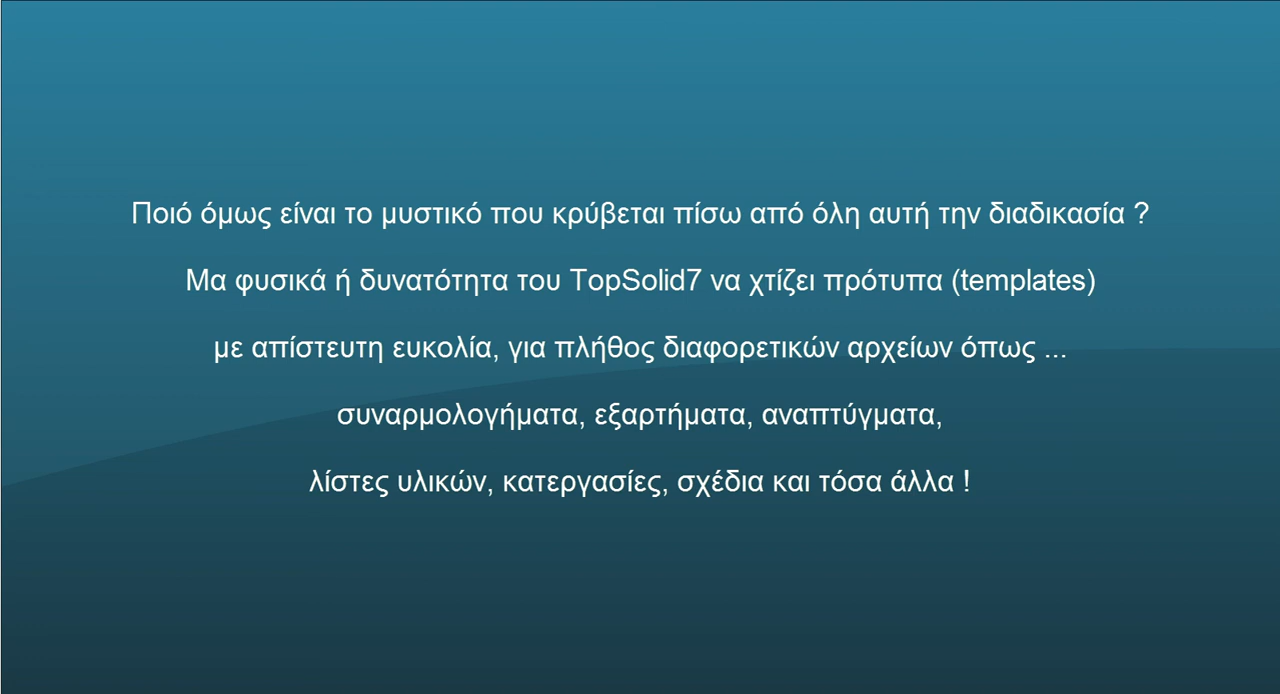 Ποιό όμως είναι το μυστικό που κρύβεται πίσω από όλη αυτή την διαδικασία ?
Μα φυσικά ή δυνατότητα του TopSolid7 να χτίζει πρότυπα (templates)
με απίστευτη ευκολία, για πλήθος διαφορετικών αρχείων όπως ...
συναρμολογήματα, εξαρτήματα, αναπτύγματα,
λίστες υλικών, κατεργασίες, σχέδια και τόσα άλλα !